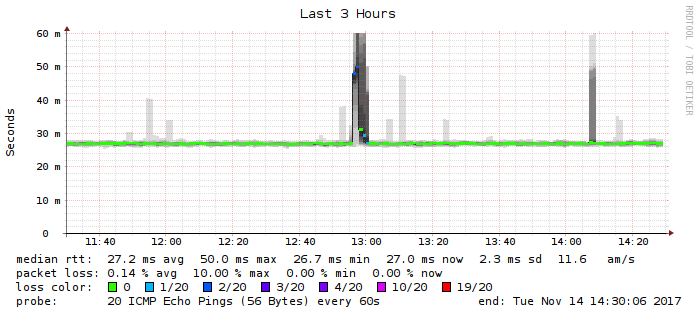 Last 3 Hours
RRDTOOL / TOBI OETIKER
Seconds
60 m
50 m
40 m
30 m
20 m
10 m
0
11:40 12:00 12:20 12:40 13:00 13:20 13:40 14:00 14:20
median rtt: 27.2 ms avg 50.0 ms max 26.7 ms min 27.0 ms now 2.3 ms sd 11.6 am/s
packet loss: 0.14 % avg 10.00 % max 0.00 % min 0.00 % now
loss color: 0 1/20 2/20 3/20 4/20 10/20 19/20
probe: 20 ICMP Echo Pings (56 Bytes) every 60s end: Tue Nov 14 14:30:06 2017